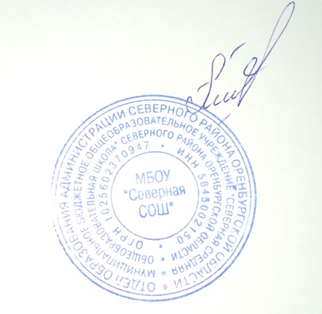 ОТДЕЛ ОБРАЗОВАНИЯ АДМИНИСТРАЦИИ СЕВЕРНОГО РАЙОНА ОРЕНБУРГСКОЙ ОБЛАСТИ
МУНИЦИПАЛЬНОЕ БЮДЖЕТНОЕ ОБЩЕОБРАЗОВАТЕЛЬНОЕ УЧРЕЖДЕНИЕ "СЕВЕРНАЯ СРЕДНЯЯ
ОБЩЕОБРАЗОВАТЕЛЬНАЯ ШКОЛА" СЕВЕРНОГО РАЙОНА ОРЕНБУРГСКОЙ ОБЛАСТИ
ОГРН 1025602370947 * ИНН 5645002150 *
МБОУ
"Северная
СОШ"